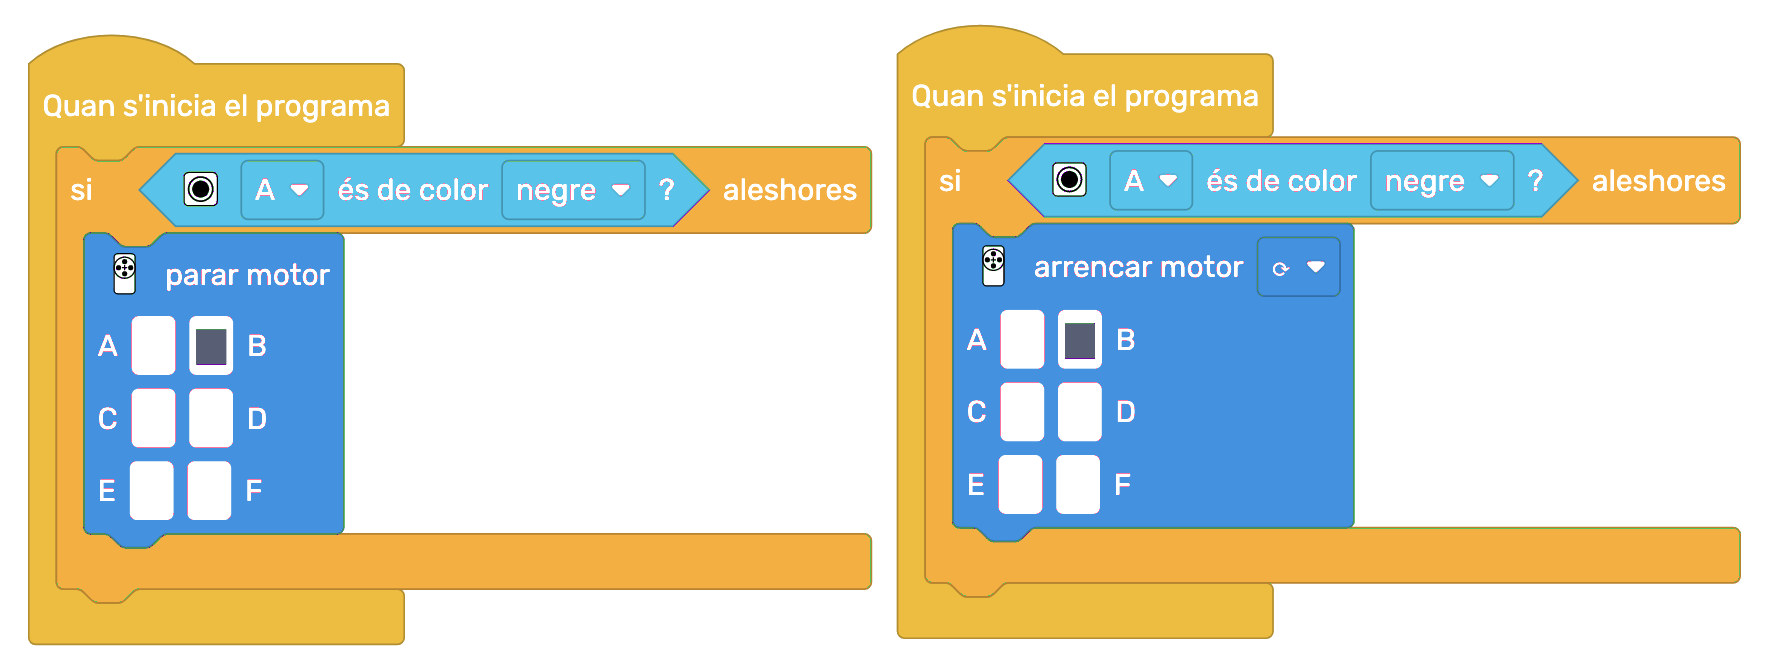 Quan s'inicia el programa
si A és de color negre ? aleshores
parar motor
A B
C D
E F
Quan s'inicia el programa
si A és de color negre ? aleshores
arrencar motor
A B
C D
E F